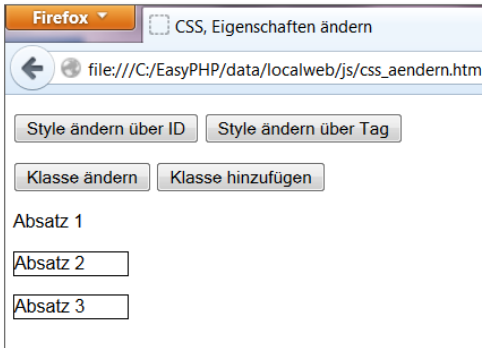 Firefox
CSS, Eigenschaften ändern
file:///C:/EasyPHP/data/localweb/js/css_aendern.htm
Style ändern über ID Style ändern über Tag
Klasse ändern Klasse hinzufügen
Absatz 1
Absatz 2
Absatz 3